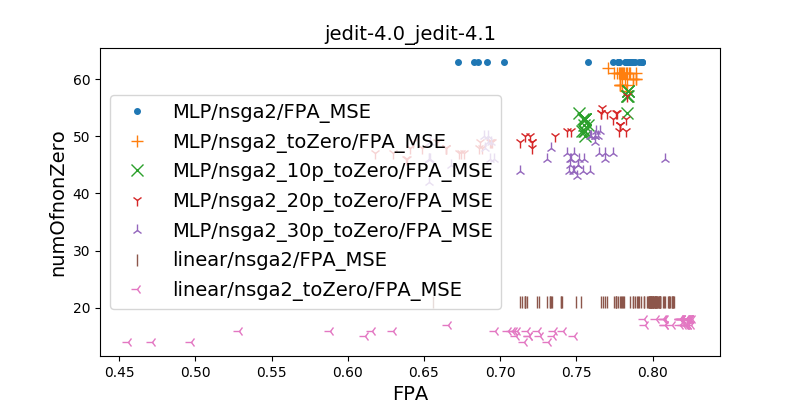 jedit-4.0_jedit-4.1
numOfnonZero
60
50
40
30
20
MLP/nsga2/FPA_MSE
MLP/nsga2_toZero/FPA_MSE
MLP/nsga2_10p_toZero/FPA_MSE
MLP/nsga2_20p_toZero/FPA_MSE
MLP/nsga2_30p_toZero/FPA_MSE
linear/nsga2/FPA_MSE
linear/nsga2_toZero/FPA_MSE
0.45 0.50 0.55 0.60 0.65 0.70 0.75 0.80
FPA